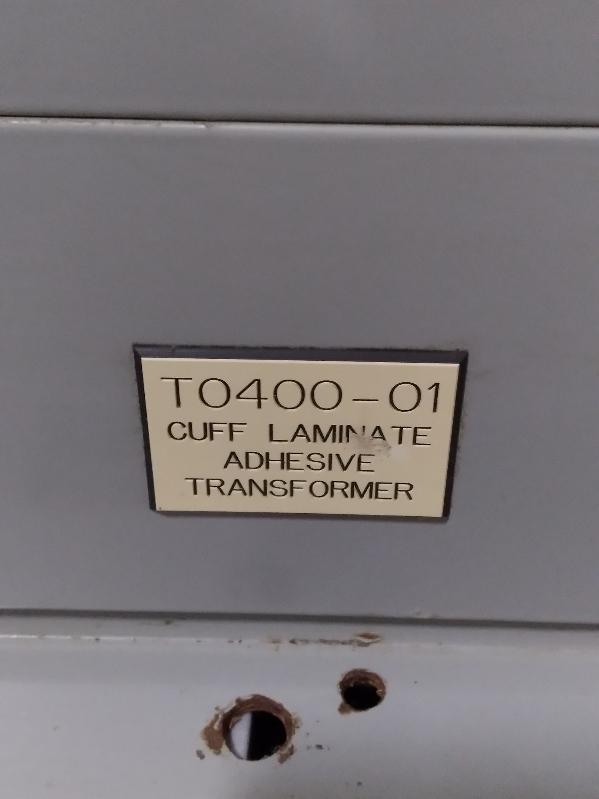 T0400-01
CUFF LAMINATE
ADHESIVE
TRANSFORMER